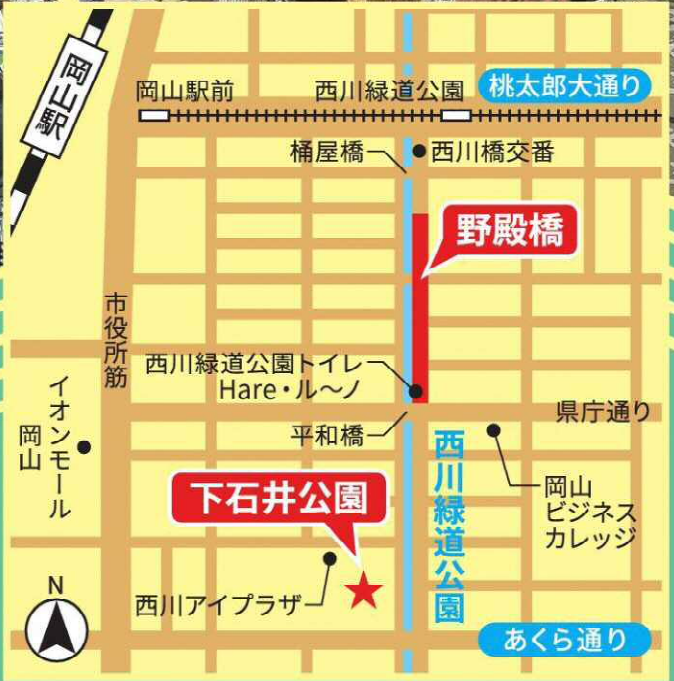 岡山駅
岡山駅前
西川緑道公園
桃太郎大通り
桶屋橋
西川橋交番
野殿橋
市役所筋
西川緑道公園トイレ
Hare・ル〜ノ
県庁通り
平和橋
イオンモール
岡山
西川緑道公園
岡山
ビジネス
カレッジ
下石井公園
西川アイプラザ
N
あくら通り